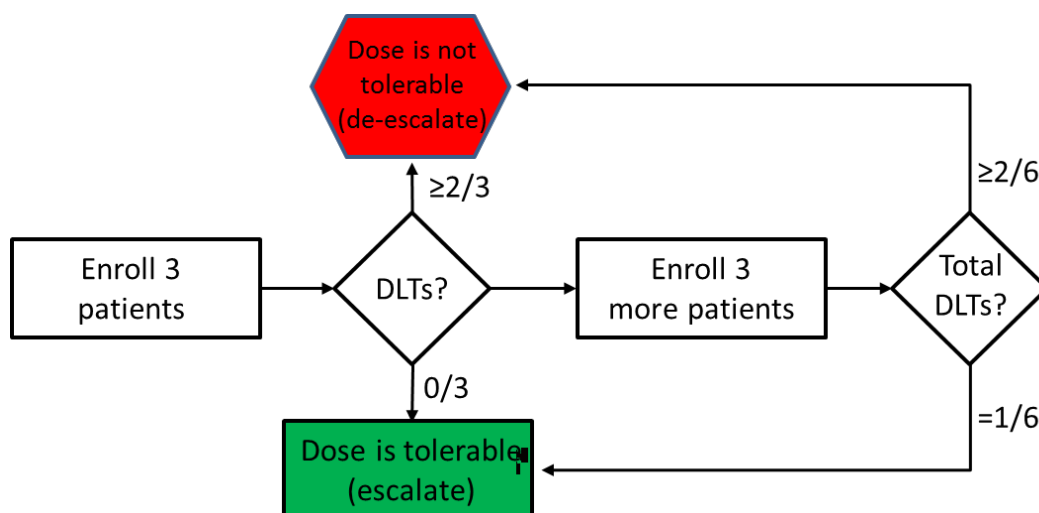 Dose is not
tolerable
(de-escalate)
≥2/3
≥2/6
Enroll 3
patients
DLTs?
Enroll 3
more patients
Total
DLTs?
0/3
=1/6
Dose is tolerable
(escalate)